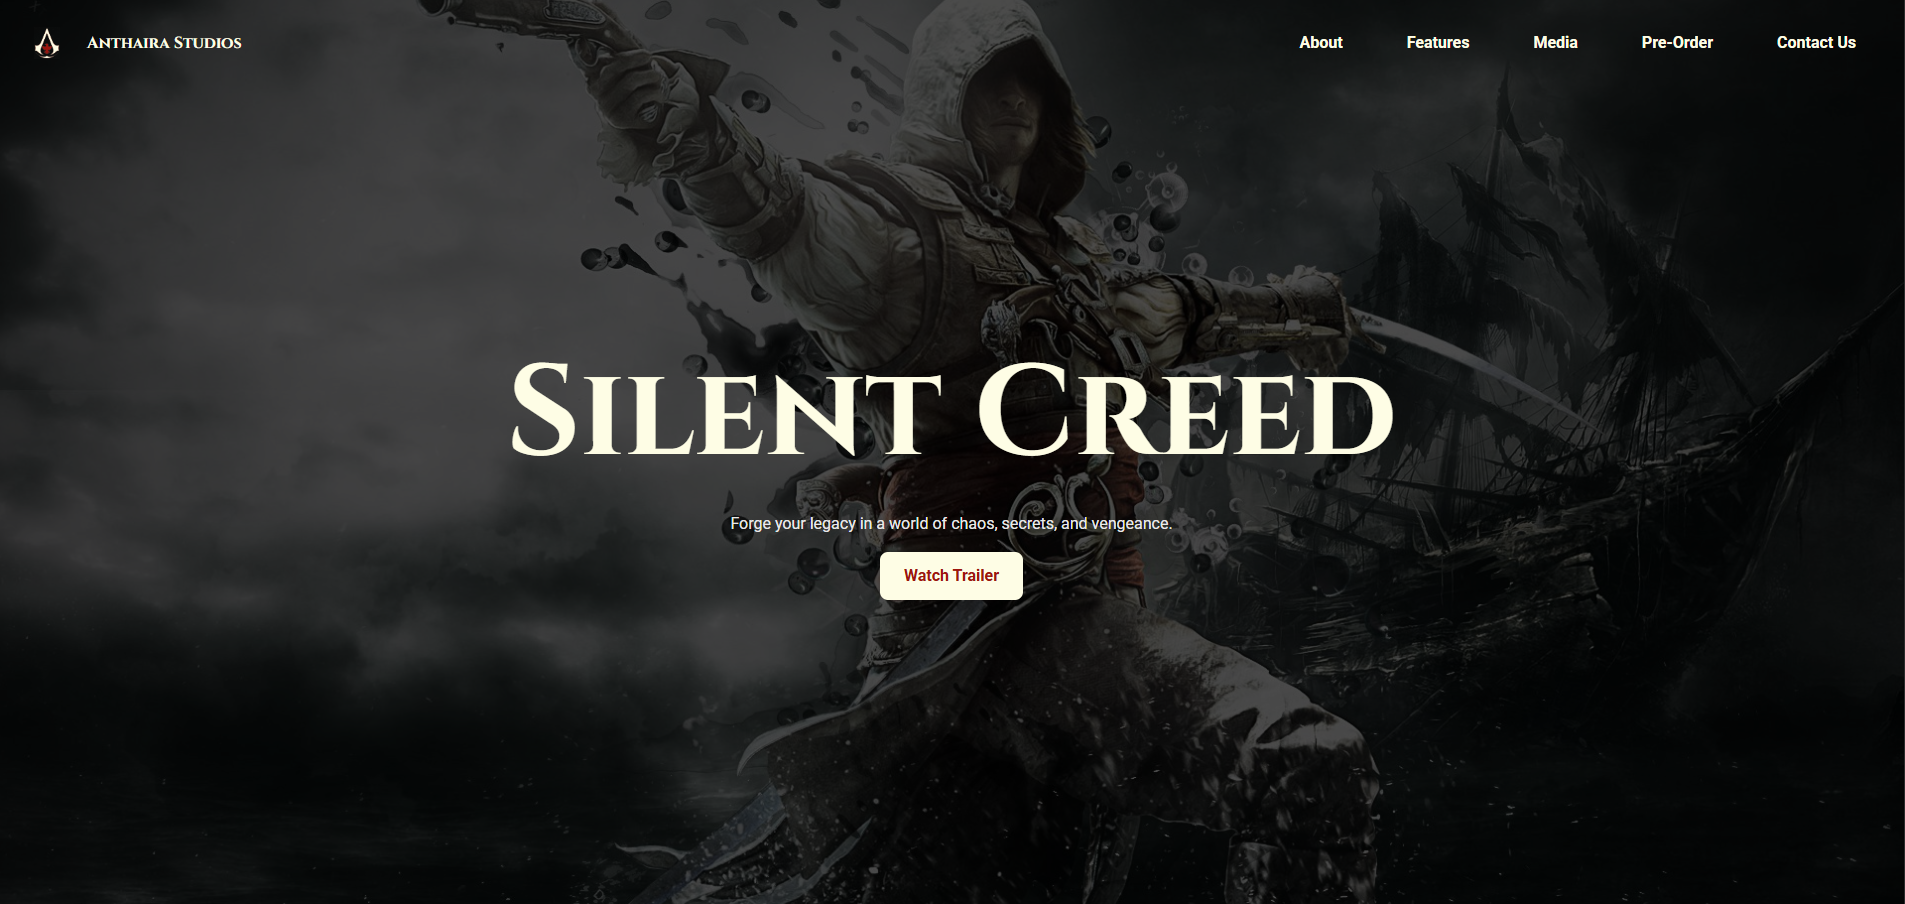 Anthaira Studios
About
Features
Media
Pre-Order
Contact Us
Silent Creed
Forge your legacy in a world of chaos, secrets, and vengeance.
Watch Trailer